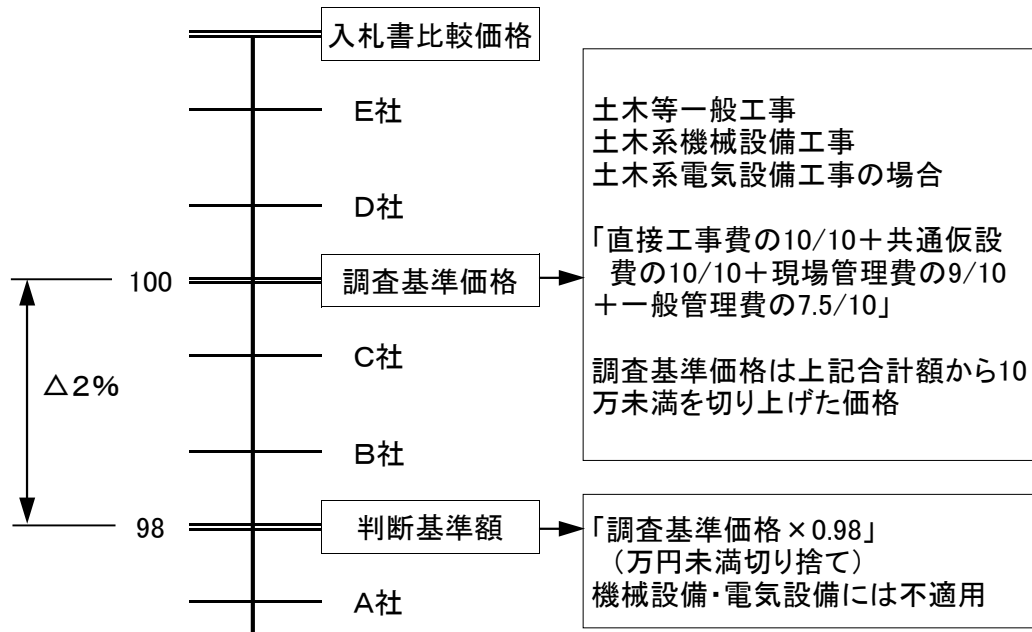 入札書比較価格
E社
D社
100
調査基準価格
△2%
C社
B社
98
判断基準額
A社
土木等一般工事
土木系機械設備工事
土木系電気設備工事の場合
「直接工事費の10/10＋共通仮設
費の10/10＋現場管理費の9/10
＋一般管理費の7.5/10」
調査基準価格は上記合計額から10
万未満を切り上げた価格
「調査基準価格×0.98」
（万円未満切り捨て）
機械設備・電気設備には不適用